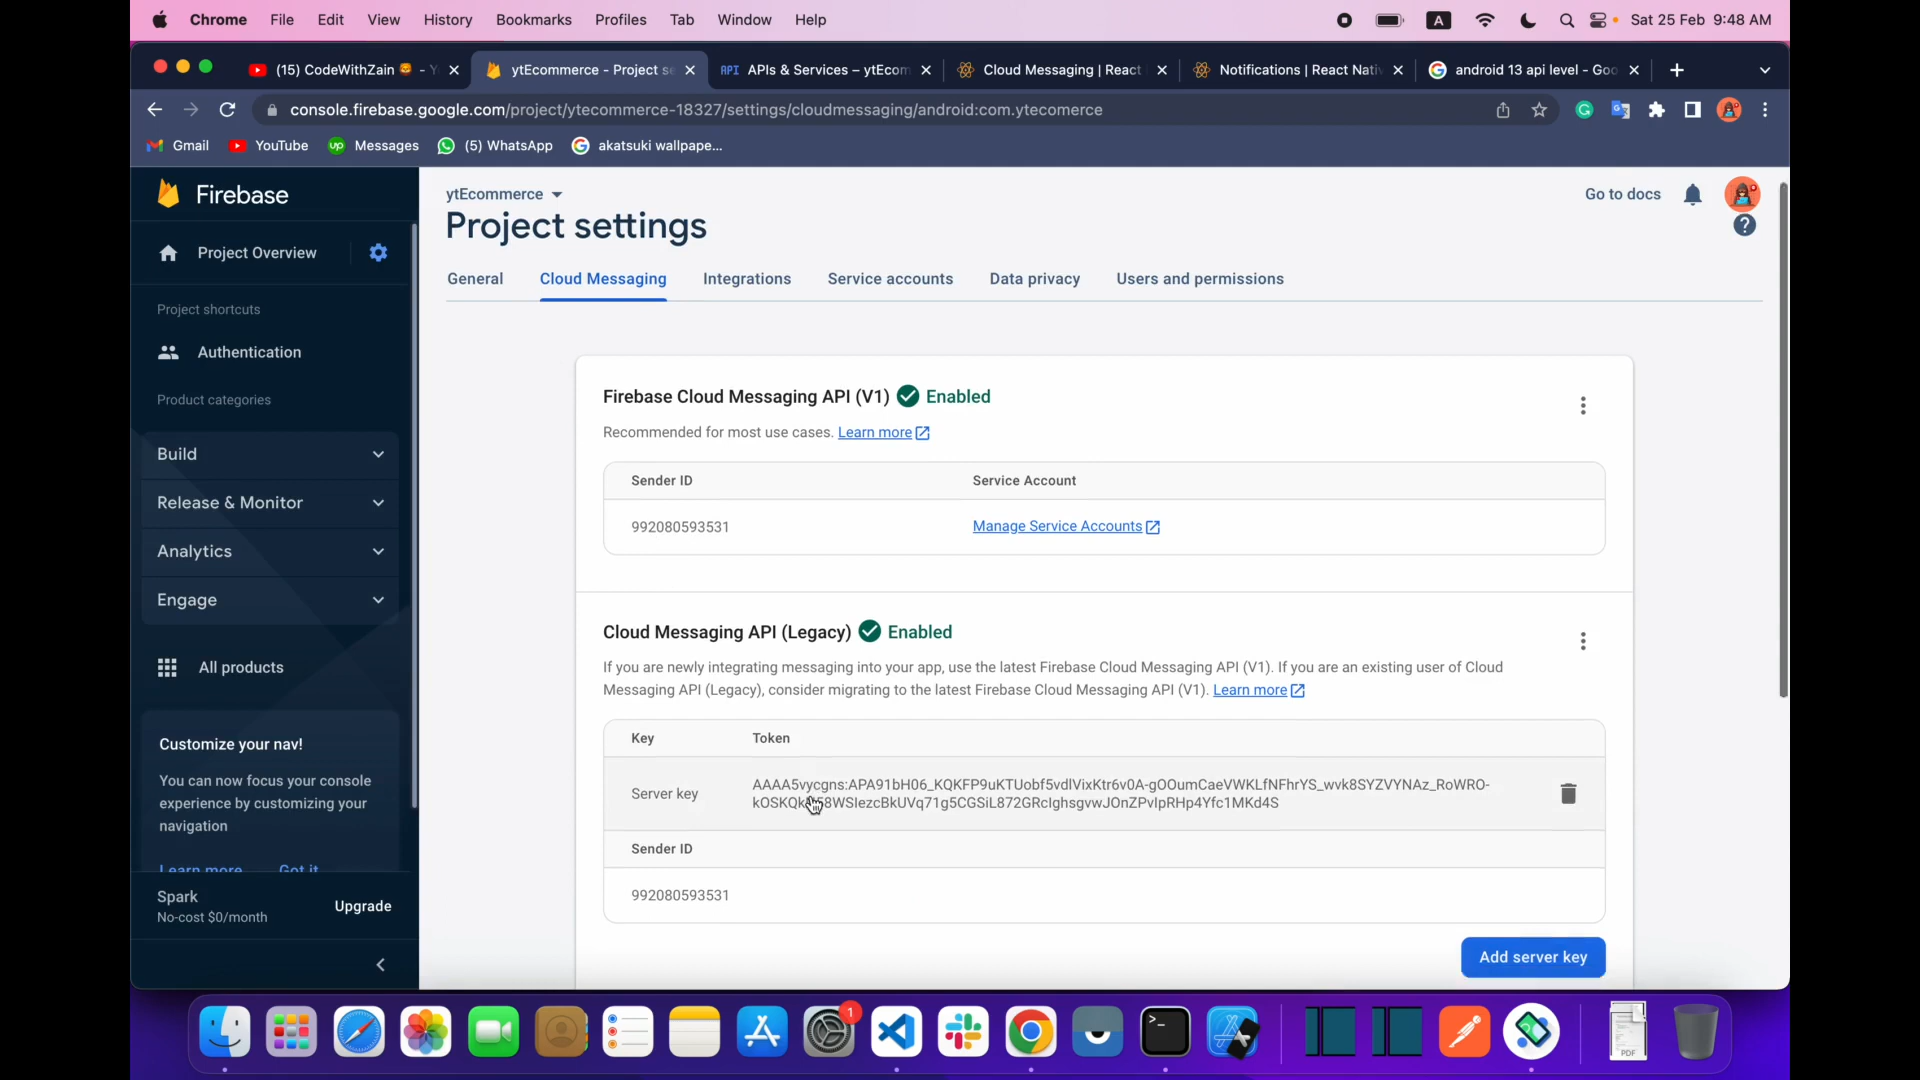 Chrome File Edit View History Bookmarks Profiles Tab Window Help
A
Sat 25 Feb 9:48 AM
(15) CodeWithZain
ytEcommerce - Project se
API APIs & Services – ytEcom
Cloud Messaging | React
Notifications | React Nati
android 13 api level - Goo
console.firebase.google.com/project/ytecommerce-18327/settings/cloudmessaging/android:com.ytecomerce
Gmail
YouTube
up Messages
(5) WhatsApp
akatsuki wallpape...
Firebase
Project Overview
Project shortcuts
Authentication
Product categories
Build
Release & Monitor
Analytics
Engage
All products
Customize your nav!
You can now focus your console
experience by customizing your
navigation
Learn more Got it
Spark
No-cost $0/month
Upgrade
ytEcommerce
Go to docs
Project settings
General Cloud Messaging Integrations Service accounts Data privacy Users and permissions
Firebase Cloud Messaging API (V1) Enabled
Recommended for most use cases. Learn more
Sender ID Service Account
992080593531 Manage Service Accounts
Cloud Messaging API (Legacy) Enabled
If you are newly integrating messaging into your app, use the latest Firebase Cloud Messaging API (V1). If you are an existing user of Cloud
Messaging API (Legacy), consider migrating to the latest Firebase Cloud Messaging API (V1). Learn more
Key Token
Server key
Sender ID
992080593531
Add server key
1
PDF